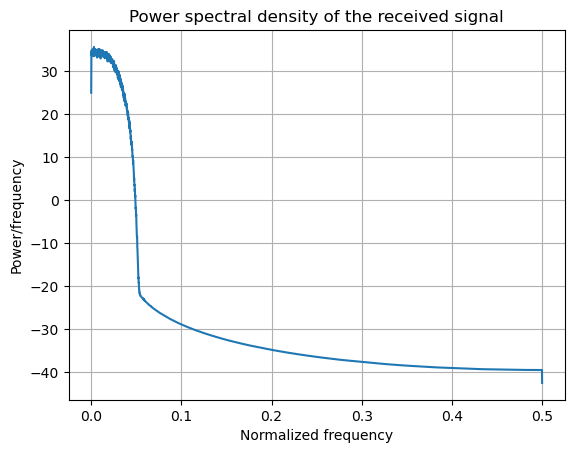 Power spectral density of the received signal
Power/frequency
30
20
10
0
−10
−20
−30
−40
0.0 0.1 0.2 0.3 0.4 0.5
Normalized frequency